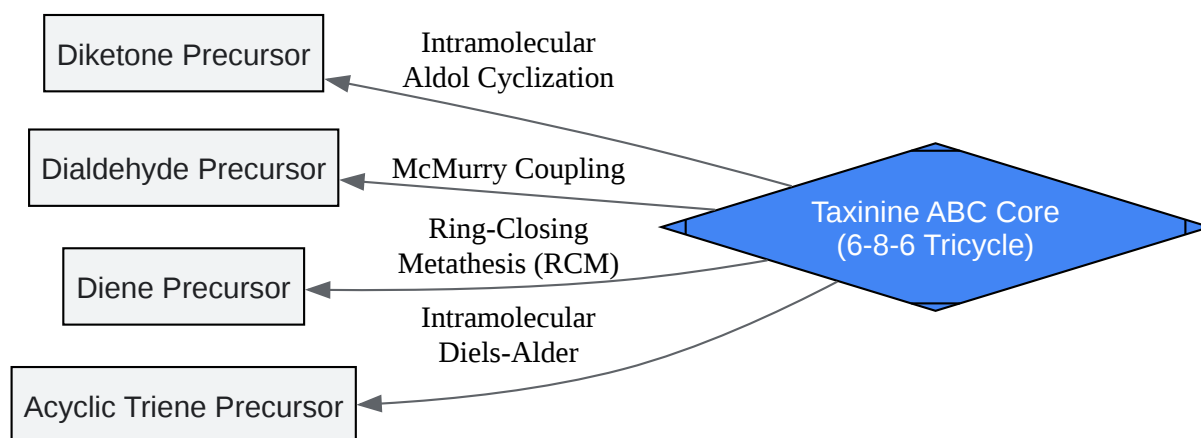 Diketone Precursor
Intramolecular
Aldol Cyclization
Dialdehyde Precursor
McMurry Coupling
Taxinine ABC Core
(6-8-6 Tricycle)
Ring-Closing
Metathesis (RCM)
Diene Precursor
Intramolecular
Diels-Alder
Acyclic Triene Precursor